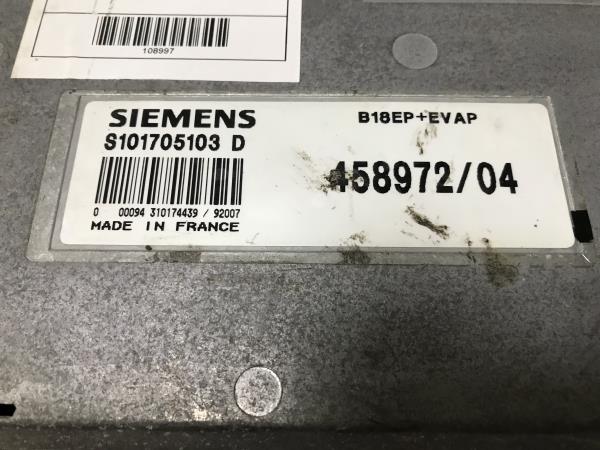 108997
SIEMENS
B18EP+EVAP
S101705103 D
458972/04
0 00094 310174439 / 92007
MADE IN FRANCE